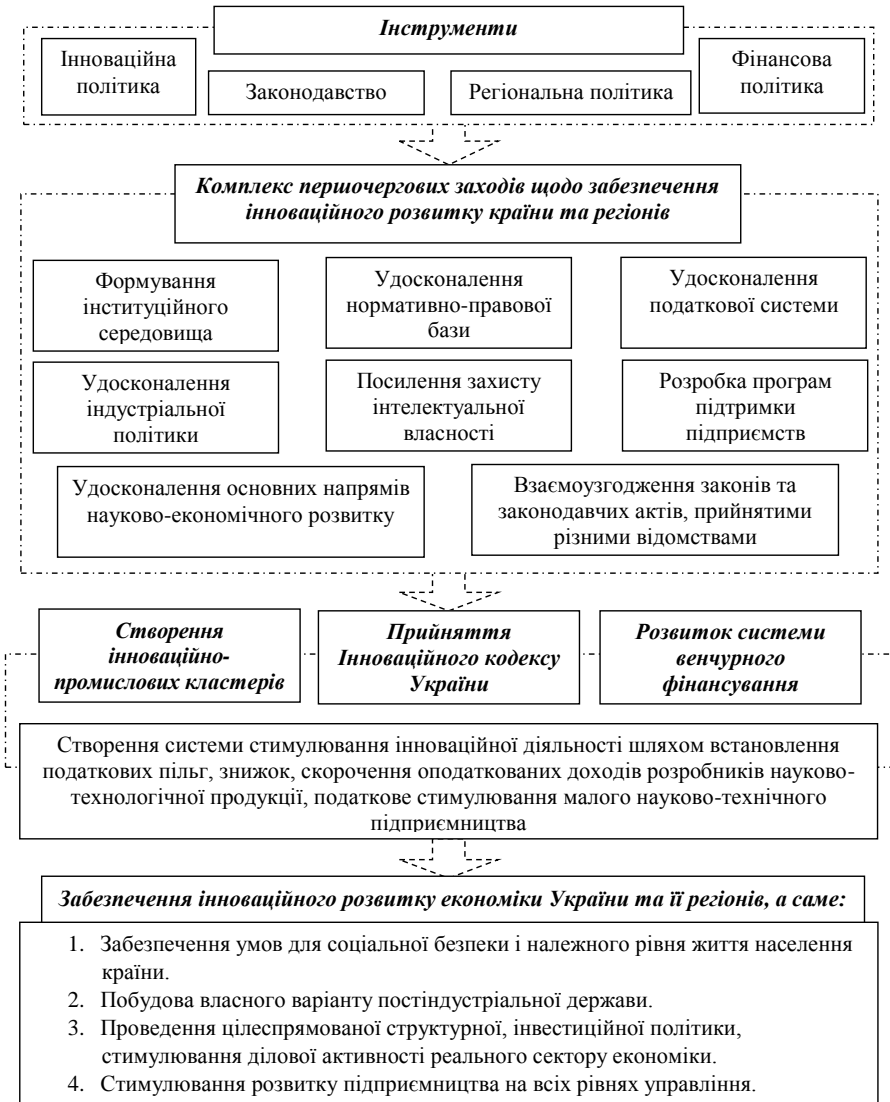 Інструменти
Інноваційна
політика
Законодавство
Регіональна політика
Фінансова
політика
Комплекс першочергових заходів щодо забезпечення
інноваційного розвитку країни та регіонів
Формування
інституційного
середовища
Удосконалення
нормативно-правової
бази
Удосконалення
податкової системи
Удосконалення
індустріальної
політики
Посилення захисту
інтелектуальної
власності
Розробка програм
підтримки
підприємств
Удосконалення основних напрямів
науково-економічного розвитку
Взаємоузгодження законів та
законодавчих актів, прийнятими
різними відомствами
Створення
інноваційно-
промислових кластерів
Прийняття
Інноваційного кодексу
України
Розвиток системи
венчурного
фінансування
Створення системи стимулювання інноваційної діяльності шляхом встановлення
податкових пільг, знижок, скорочення оподаткованих доходів розробників науково-
технологічної продукції, податкове стимулювання малого науково-технічного
підприємництва
Забезпечення інноваційного розвитку економіки України та її регіонів, а саме:
1. Забезпечення умов для соціальної безпеки і належного рівня життя населення
країни.
2. Побудова власного варіанту постіндустріальної держави.
3. Проведення цілеспрямованої структурної, інвестиційної політики,
стимулювання ділової активності реального сектору економіки.
4. Стимулювання розвитку підприємництва на всіх рівнях управління.